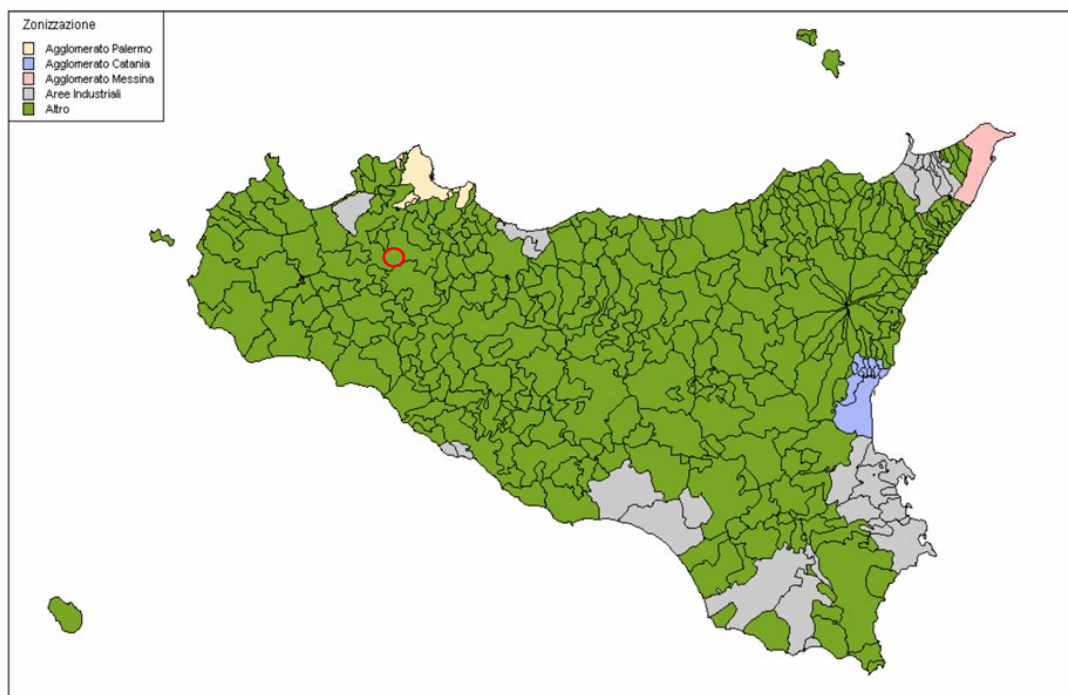 Zonizzazione
Agglomerato Palermo
Agglomerato Catania
Agglomerato Messina
Aree Industriali
Altro